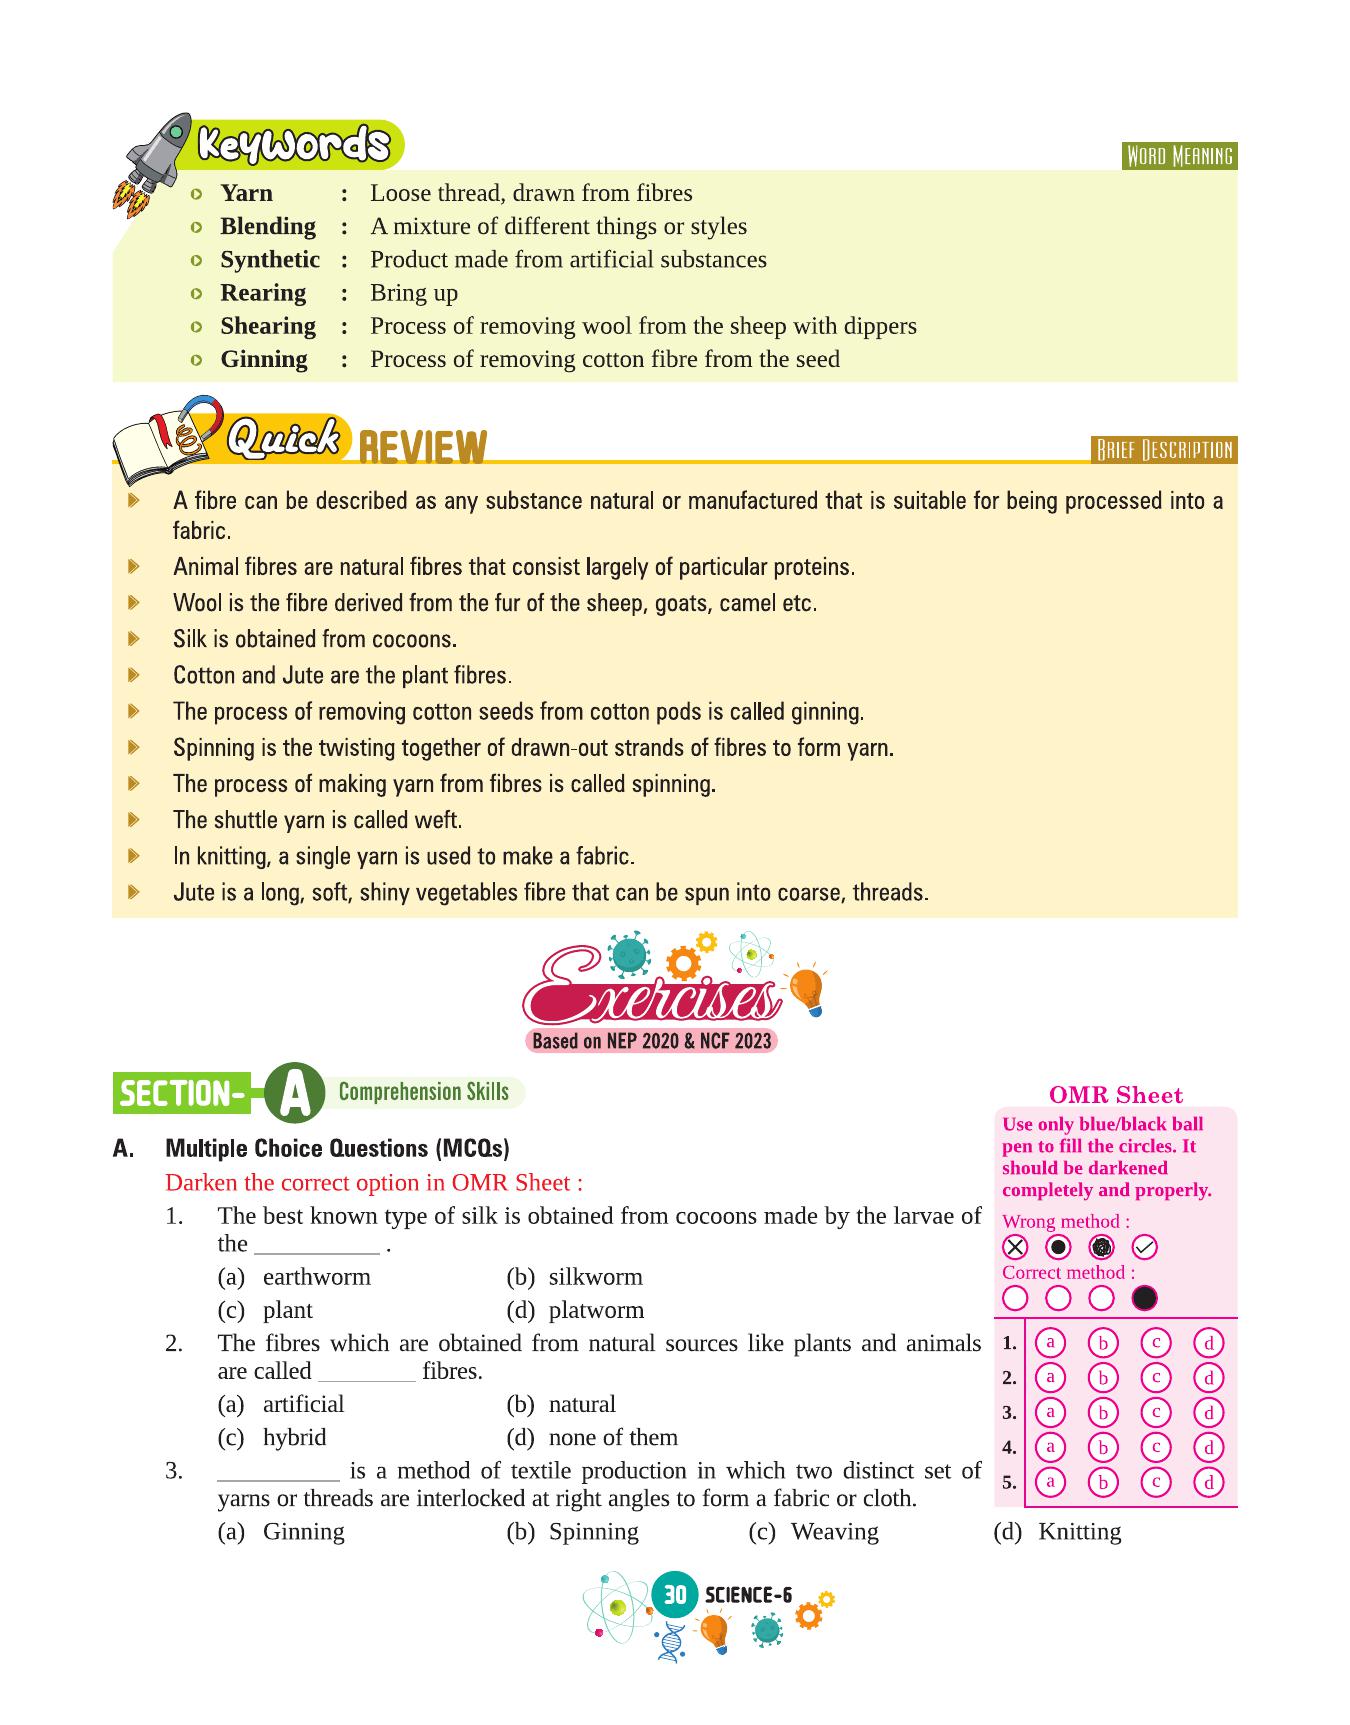 Keywords
WORD MEANING
Yarn : Loose thread, drawn from fibres
Blending : A mixture of different things or styles
Synthetic : Product made from artificial substances
Rearing : Bring up
Shearing : Process of removing wool from the sheep with dippers
Ginning : Process of removing cotton fibre from the seed
Quick REVIEW
BRIEF DESCRIPTION
A fibre can be described as any substance natural or manufactured that is suitable for being processed into a
fabric.
Animal fibres are natural fibres that consist largely of particular proteins.
Wool is the fibre derived from the fur of the sheep, goats, camel etc.
Silk is obtained from cocoons.
Cotton and Jute are the plant fibres.
The process of removing cotton seeds from cotton pods is called ginning.
Spinning is the twisting together of drawn-out strands of fibres to form yarn.
The process of making yarn from fibres is called spinning.
The shuttle yarn is called weft.
In knitting, a single yarn is used to make a fabric.
Jute is a long, soft, shiny vegetables fibre that can be spun into coarse, threads.
Exercises
Based on NEP 2020 & NCF 2023
SECTION- A Comprehension Skills
A. Multiple Choice Questions (MCQs)
Darken the correct option in OMR Sheet :
1. The best known type of silk is obtained from cocoons made by the larvae of
the __________ .
(a) earthworm (b) silkworm
(c) plant (d) platworm
2. The fibres which are obtained from natural sources like plants and animals
are called ________ fibres.
(a) artificial (b) natural
(c) hybrid (d) none of them
3. __________ is a method of textile production in which two distinct set of
yarns or threads are interlocked at right angles to form a fabric or cloth.
(a) Ginning (b) Spinning (c) Weaving (d) Knitting
OMR Sheet
Use only blue/black ball
pen to fill the circles. It
should be darkened
completely and properly.
Wrong method :
Correct method :
1. a b c d
2. a b c d
3. a b c d
4. a b c d
5. a b c d
30 SCIENCE-6